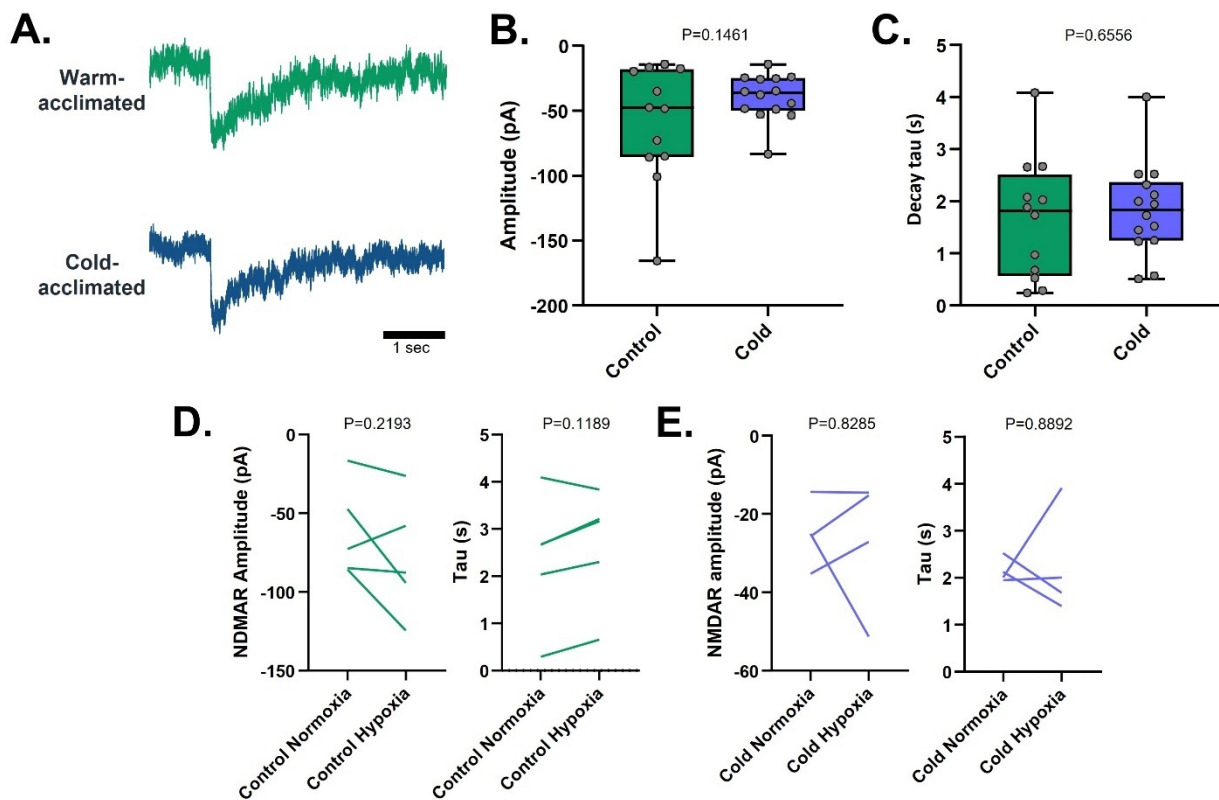 A.
Warm-
acclimated
Cold-
acclimated
1 sec
B.
P=0.1461
Amplitude (pA)
0
-50
-100
-150
-200
Control
Cold
C.
P=0.6556
Decay tau (s)
5
4
3
2
1
0
Control
Cold
D.
P=0.2193
NDMAR Amplitude (pA)
0
-50
-100
-150
Control Normoxia
Control Hypoxia
P=0.1189
Tau (s)
5
4
3
2
1
0
Control Normoxia
Control Hypoxia
E.
P=0.8285
NMDAR amplitude (pA)
0
-20
-40
-60
Cold Normoxia
Cold Hypoxia
P=0.8892
Tau (s)
5
4
3
2
1
0
Cold Normoxia
Cold Hypoxia